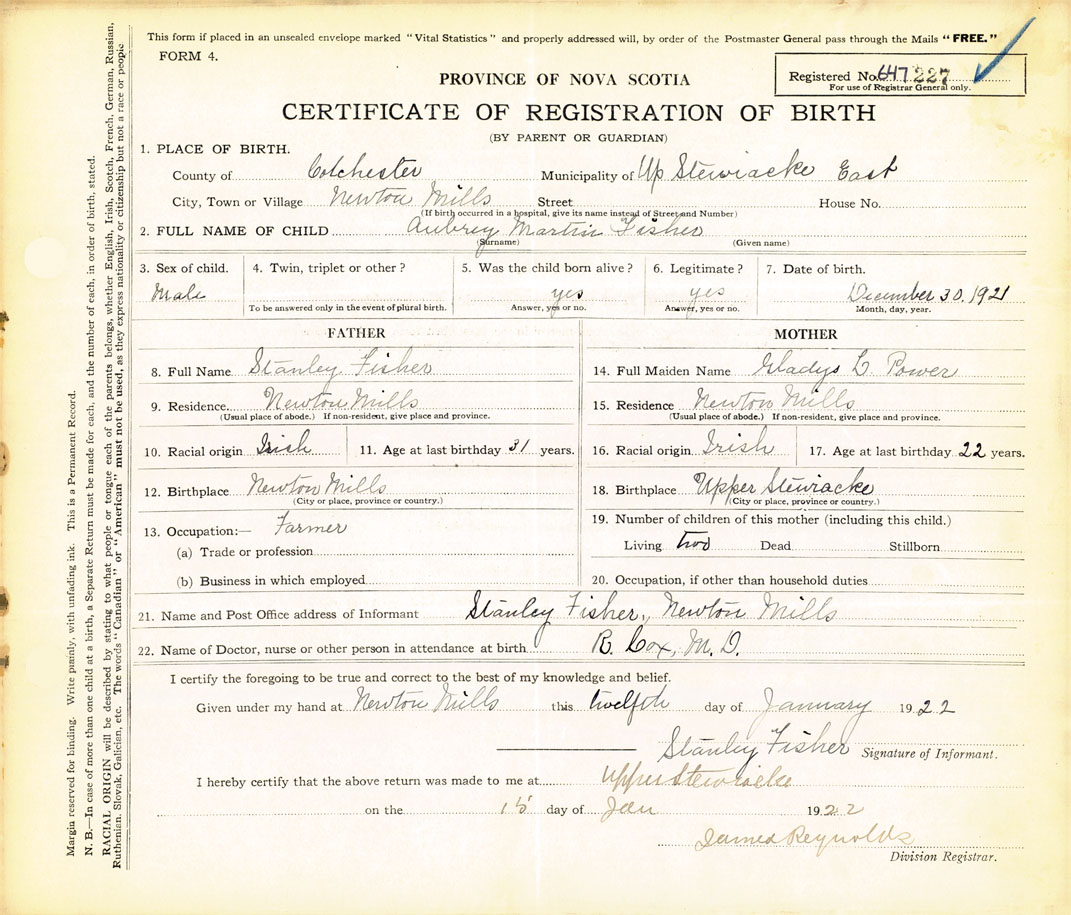 This form if placed in an unsealed envelope marked "Vital Statistics" and properly addressed will, by order of the Postmaster General pass through the Mails "FREE."
FORM 4.
Registered No. 647 227
For use of Registrar General only.
PROVINCE OF NOVA SCOTIA
CERTIFICATE OF REGISTRATION OF BIRTH
(BY PARENT OR GUARDIAN)
1. PLACE OF BIRTH.
County of Colchester Municipality of Up Stewiacke East
City, Town or Village Newton Mills Street House No.
(If birth occurred in a hospital, give its name instead of Street and Number)
2. FULL NAME OF CHILD Aubrey Martin Fisher
(Surname) (Given name)
3. Sex of child. 4. Twin, triplet or other? 5. Was the child born alive? 6. Legitimate? 7. Date of birth.
Male yes yes December 30. 1921
To be answered only in the event of plural birth. Answer, yes or no. Answer, yes or no. Month, day, year.
FATHER
8. Full Name Stanley Fisher
9. Residence. Newton Mills
(Usual place of abode.) If non-resident, give place and province.
10. Racial origin Irish 11. Age at last birthday 31 years.
12. Birthplace Newton Mills
(City or place, province or country.)
13. Occupation:— Farmer
(a) Trade or profession
(b) Business in which employed
MOTHER
14. Full Maiden Name Gladys L. Power
15. Residence Newton Mills
(Usual place of abode.) If non-resident, give place and province.
16. Racial origin Irish 17. Age at last birthday 22 years.
18. Birthplace Upper Stewiacke
(City or place, province or country.)
19. Number of children of this mother (including this child.)
Living two Dead Stillborn
20. Occupation, if other than household duties
21. Name and Post Office address of Informant Stanley Fisher, Newton Mills
22. Name of Doctor, nurse or other person in attendance at birth R. Cox, M. D.
I certify the foregoing to be true and correct to the best of my knowledge and belief.
Given under my hand at Newton Mills this twelfth day of January 1922
Stanley Fisher Signature of Informant.
I hereby certify that the above return was made to me at Upper Stewiacke
on the 15 day of Jan 1922
James Reynolds
Division Registrar.
Margin reserved for binding. Write plainly, with unfading ink. This is a Permanent Record.
N. B.—In case of more than one child at a birth, a Separate Return must be made for each, and the number of each, in order of birth, stated.
RACIAL ORIGIN will be described by stating to what people or tongue each of the parents belongs, whether English, Irish, Scotch, French, German, Russian,
Ruthenian, Slovak, Galician, etc. The words "Canadian" or "American" must not be used, as they express nationality or citizenship but not a race or people